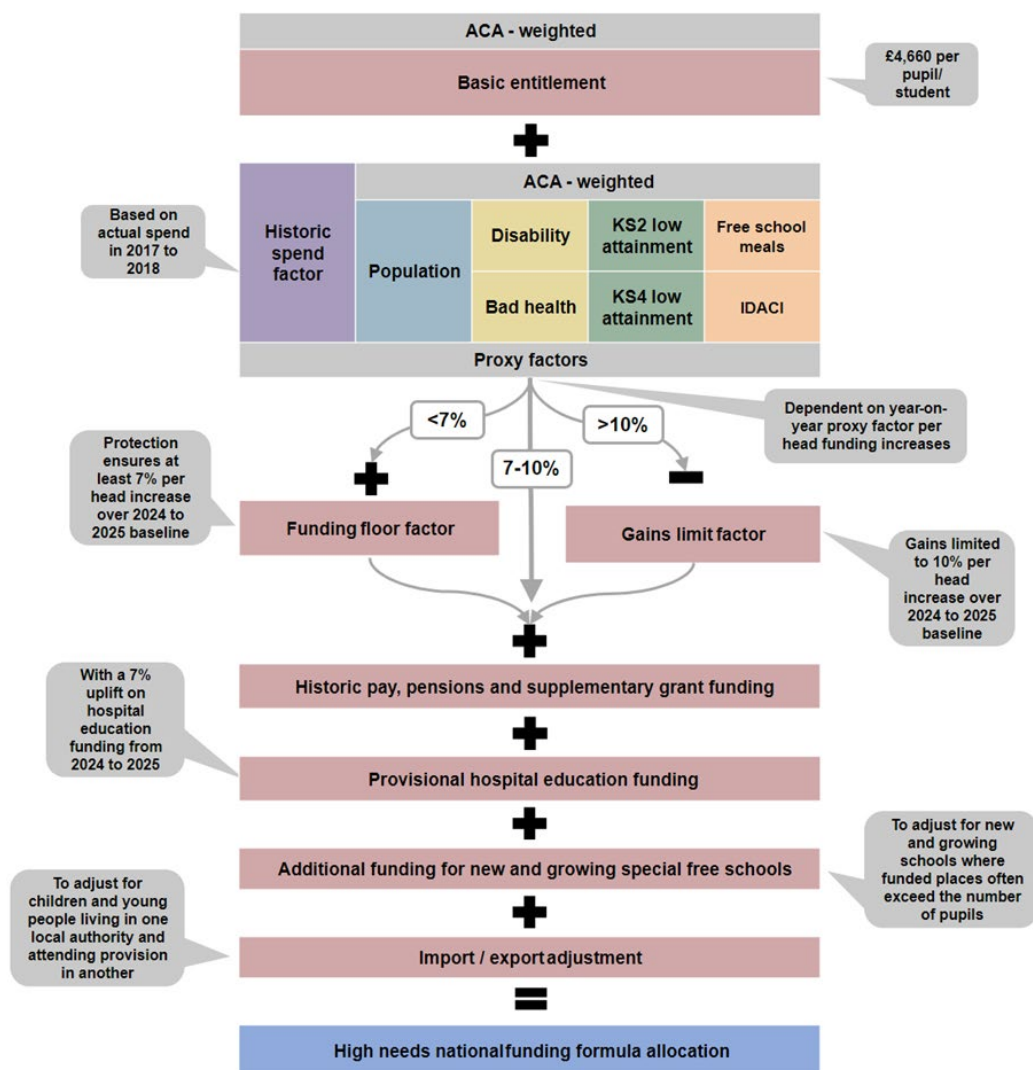 ACA - weighted
Basic entitlement
£4,660 per
pupil/
student
Based on
actual spend
in 2017 to
2018
Historic
spend
factor
ACA - weighted
Population
Disability
Bad health
KS2 low
attainment
KS4 low
attainment
Free school
meals
IDACI
Proxy factors
<7%
7-10%
>10%
Dependent on year-on-
year proxy factor per
head funding increases
Protection
ensures at
least 7% per
head increase
over 2024 to
2025 baseline
Funding floor factor
Gains limit factor
Gains limited
to 10% per
head
increase over
2024 to 2025
baseline
Historic pay, pensions and supplementary grant funding
With a 7%
uplift on
hospital
education
funding from
2024 to 2025
Provisional hospital education funding
Additional funding for new and growing special free schools
To adjust for new
and growing
schools where
funded places often
exceed the number
of pupils
To adjust for
children and young
people living in one
local authority and
attending provision
in another
Import / export adjustment
High needs national funding formula allocation